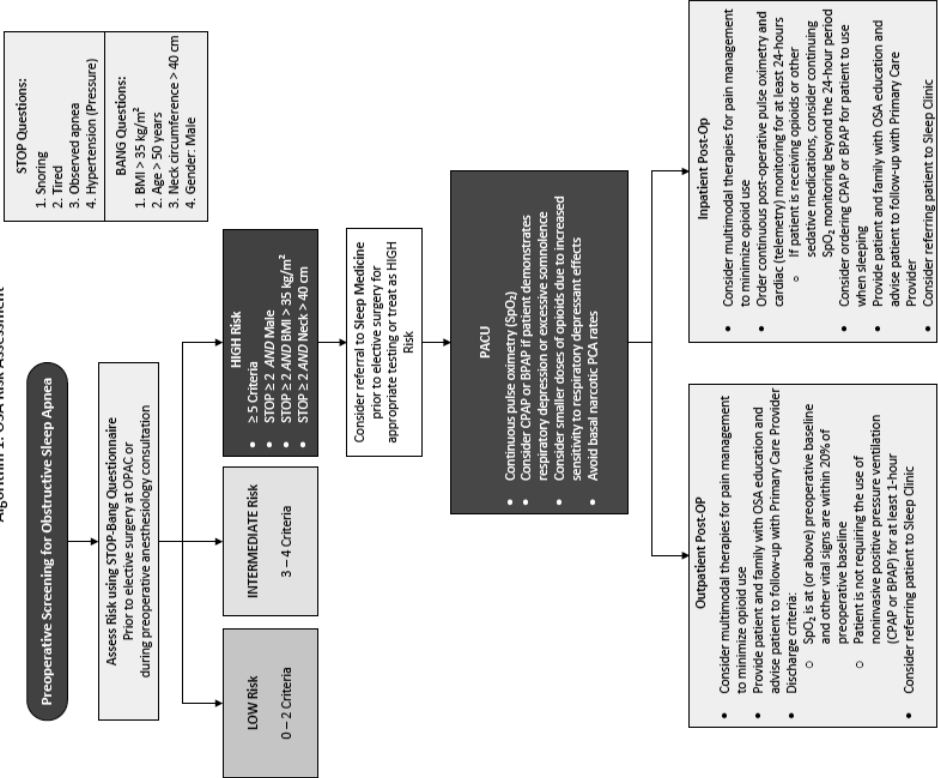 Algorithm 1: OSA Risk Assessment
Preoperative Screening for Obstructive Sleep Apnea
STOP Questions:
1. Snoring
2. Tired
3. Observed apnea
4. Hypertension (Pressure)
BANG Questions:
1. BMI > 35 kg/m²
2. Age > 50 years
3. Neck circumference > 40 cm
4. Gender: Male
Assess Risk using STOP-Bang Questionnaire
Prior to elective surgery at OPAC or
during preoperative anesthesiology consultation
LOW Risk
0 – 2 Criteria
INTERMEDIATE Risk
3 – 4 Criteria
HIGH Risk
• ≥ 5 Criteria
• STOP ≥ 2 AND Male
• STOP ≥ 2 AND BMI > 35 kg/m²
• STOP ≥ 2 AND Neck > 40 cm
Consider referral to Sleep Medicine
prior to elective surgery for
appropriate testing or treat as HIGH
Risk
PACU
• Continuous pulse oximetry (SpO₂)
• Consider CPAP or BPAP if patient demonstrates
respiratory depression or excessive somnolence
• Consider smaller doses of opioids due to increased
sensitivity to respiratory depressant effects
• Avoid basal narcotic PCA rates
Outpatient Post-OP
• Consider multimodal therapies for pain management
to minimize opioid use
• Provide patient and family with OSA education and
advise patient to follow-up with Primary Care Provider
• Discharge criteria:
○ SpO₂ is at (or above) preoperative baseline
and other vital signs are within 20% of
preoperative baseline
○ Patient is not requiring the use of
noninvasive positive pressure ventilation
(CPAP or BPAP) for at least 1-hour
• Consider referring patient to Sleep Clinic
Inpatient Post-Op
• Consider multimodal therapies for pain management
to minimize opioid use
• Order continuous post-operative pulse oximetry and
cardiac (telemetry) monitoring for at least 24-hours
○ If patient is receiving opioids or other
sedative medications, consider continuing
SpO₂ monitoring beyond the 24-hour period
• Consider ordering CPAP or BPAP for patient to use
when sleeping
• Provide patient and family with OSA education and
advise patient to follow-up with Primary Care
Provider
• Consider referring patient to Sleep Clinic